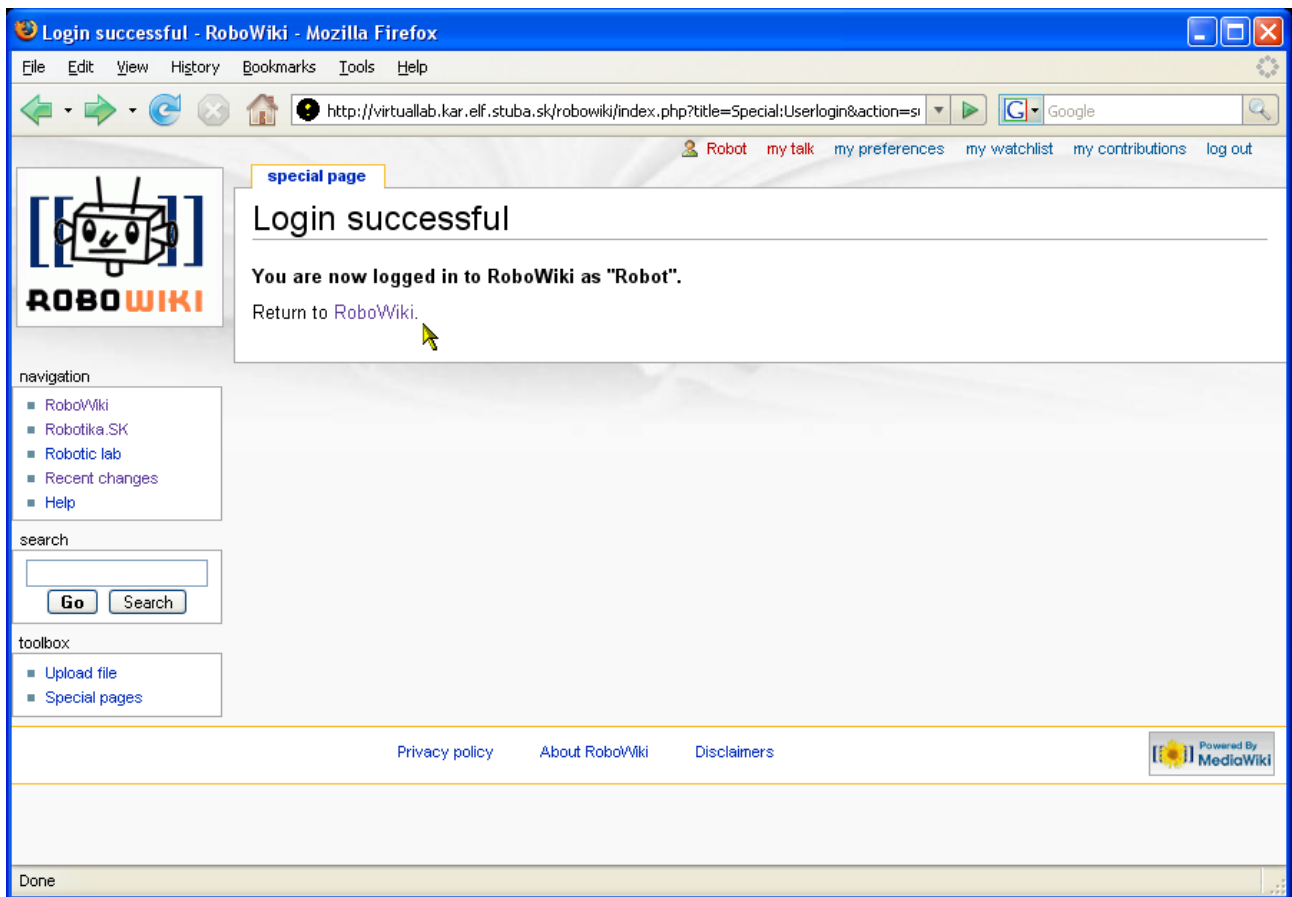 Login successful - RoboWiki - Mozilla Firefox
File Edit View History Bookmarks Tools Help
http://virtuallab.kar.elf.stuba.sk/robowiki/index.php?title=Special:Userlogin&action=su G Google
Robot my talk my preferences my watchlist my contributions log out
special page
[[ ]]
ROBOWIKI
Login successful
You are now logged in to RoboWiki as "Robot".
Return to RoboWiki.
navigation
RoboWiki
Robotika.SK
Robotic lab
Recent changes
Help
search
Go Search
toolbox
Upload file
Special pages
Privacy policy About RoboWiki Disclaimers
[[ ]] Powered By
MediaWiki
Done